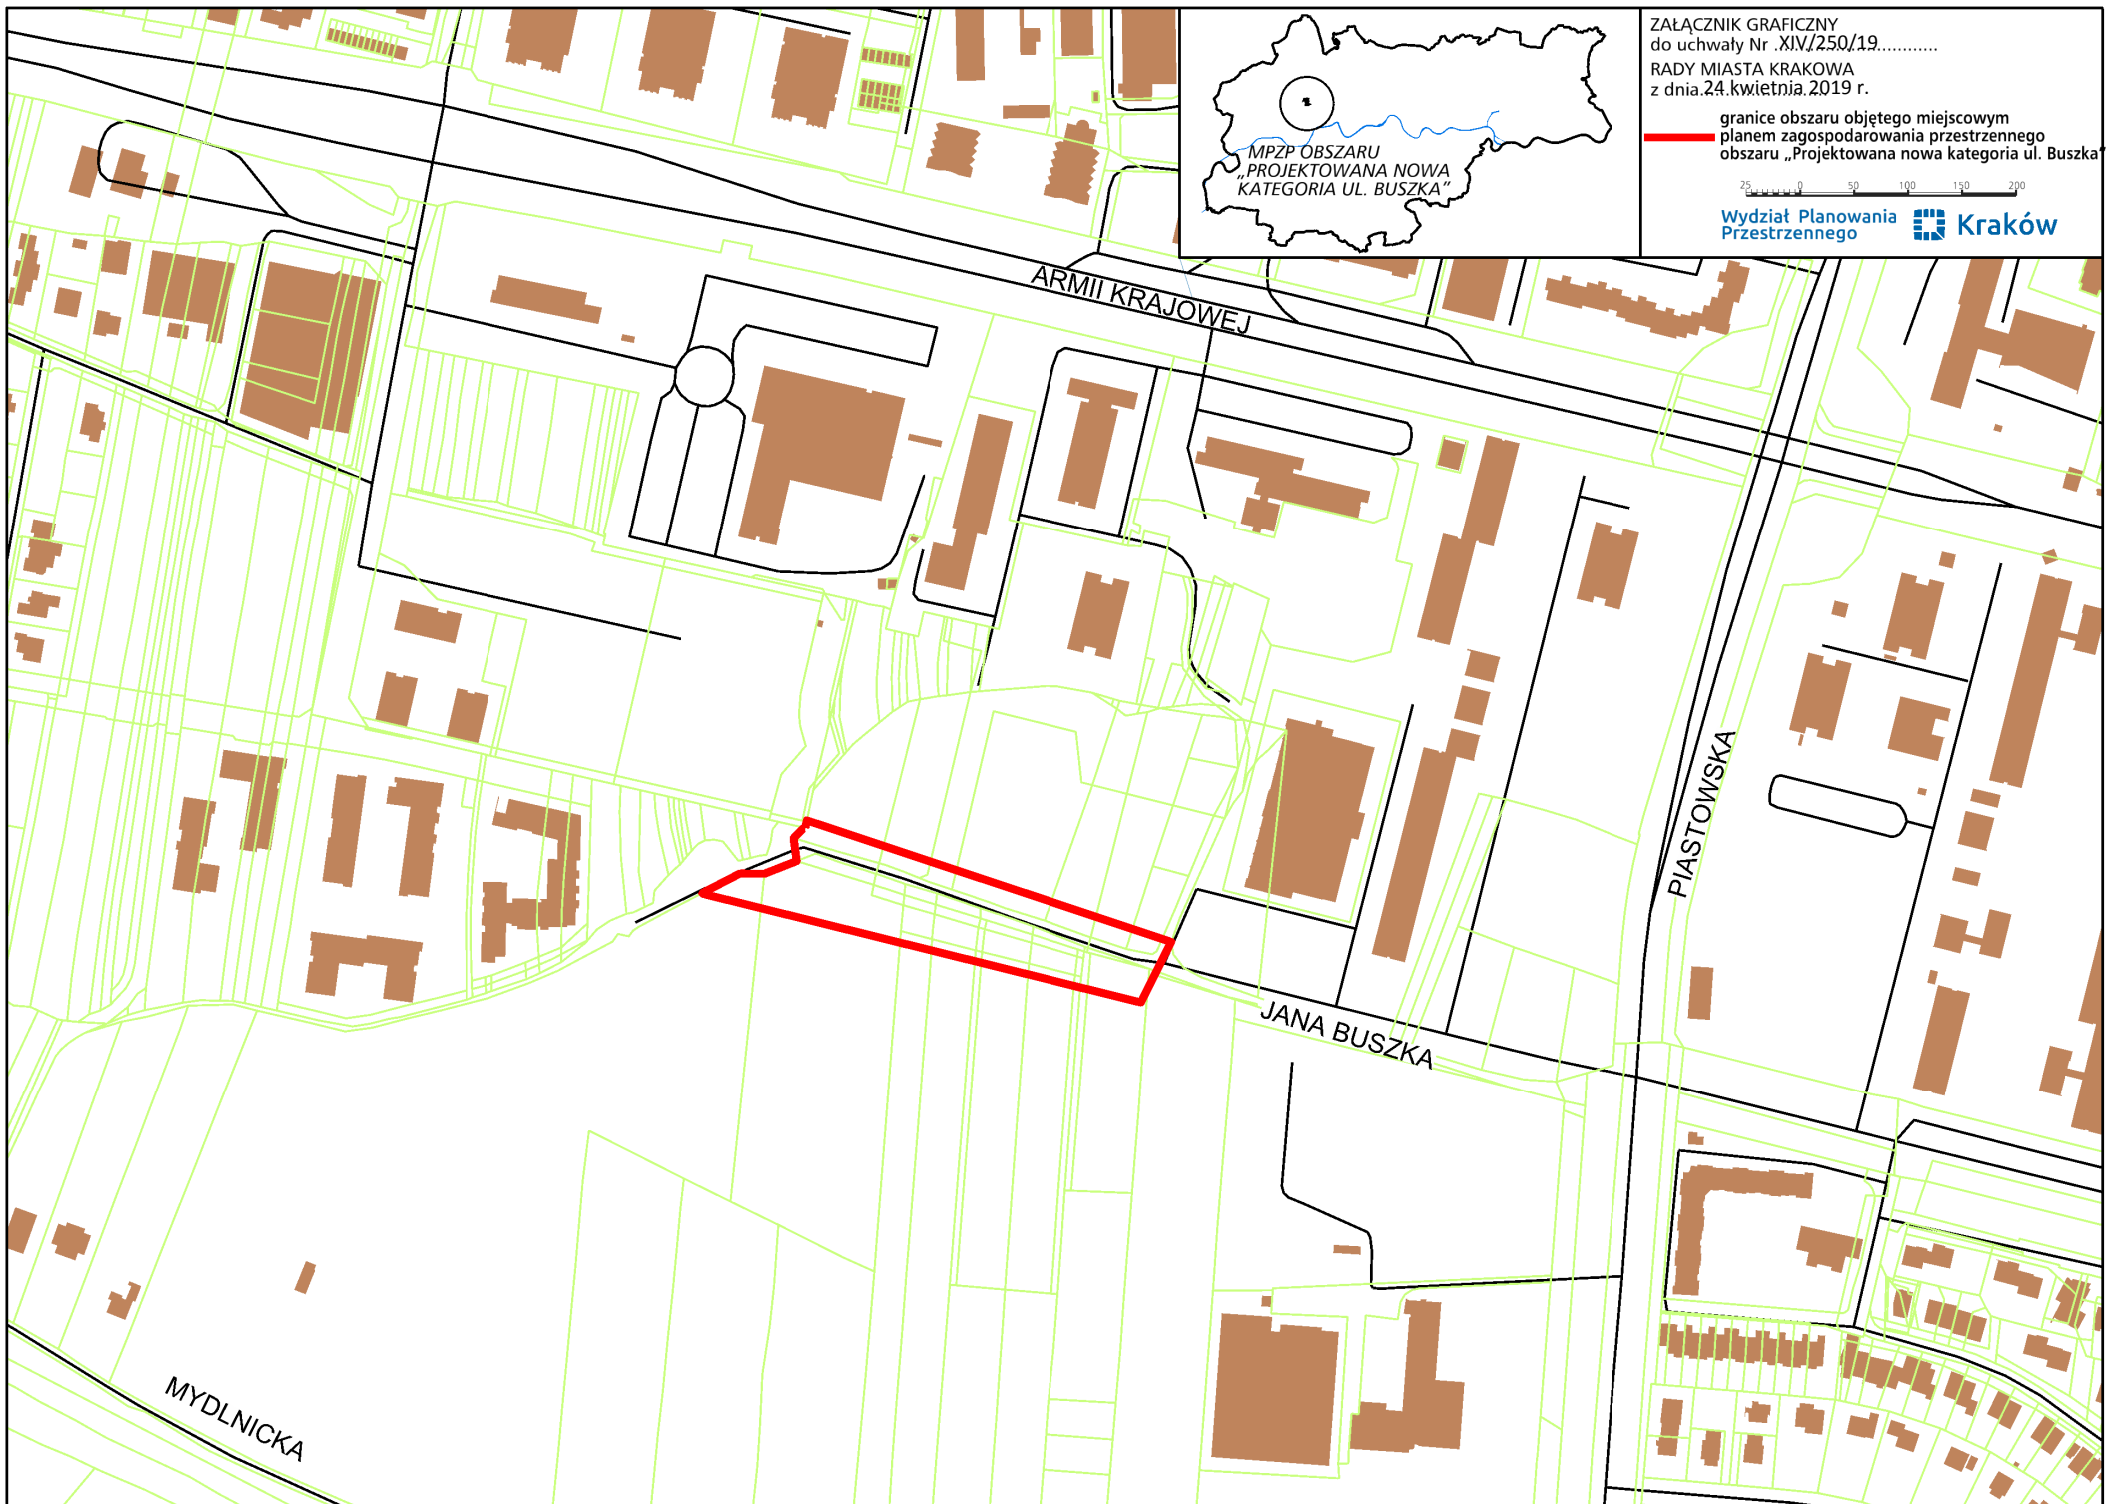 ZAŁĄCZNIK GRAFICZNY
do uchwały Nr .XIV/250/19............
RADY MIASTA KRAKOWA
z dnia.24.kwietnia.2019 r.
granice obszaru objętego miejscowym
planem zagospodarowania przestrzennego
obszaru „Projektowana nowa kategoria ul. Buszka"
25 0 50 100 150 200
Wydział Planowania
Przestrzennego
Kraków
MPZP OBSZARU
„PROJEKTOWANA NOWA
KATEGORIA UL. BUSZKA”
ARMII KRAJOWEJ
PIASTOWSKA
JANA BUSZKA
MYDLNICKA